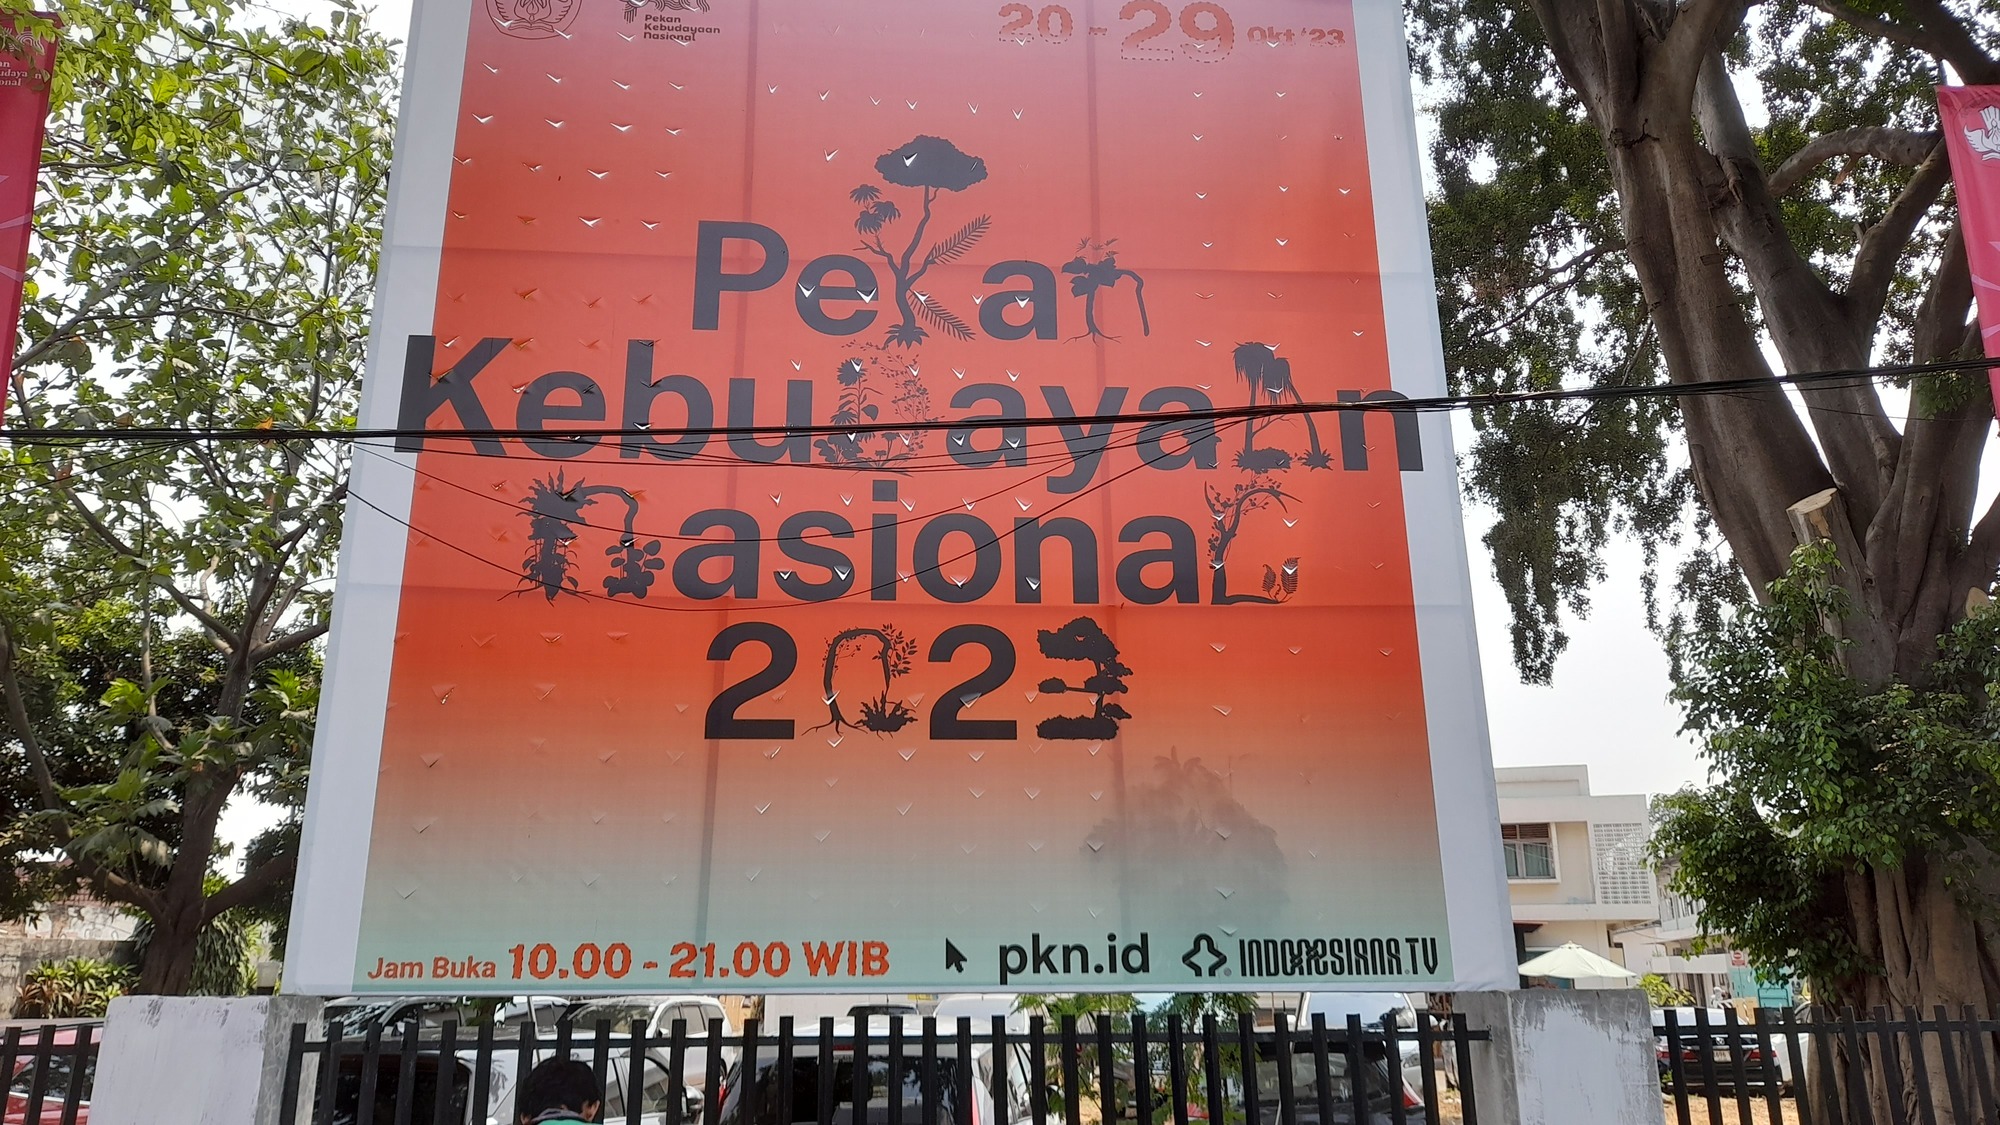 Pekan
Kebudayaan
Nasional
20 - 29 Okt '23
Pekan
Kebudayaan
Nasional
2023
Jam Buka 10.00 - 21.00 WIB
pkn.id
INDONESIANA.TV